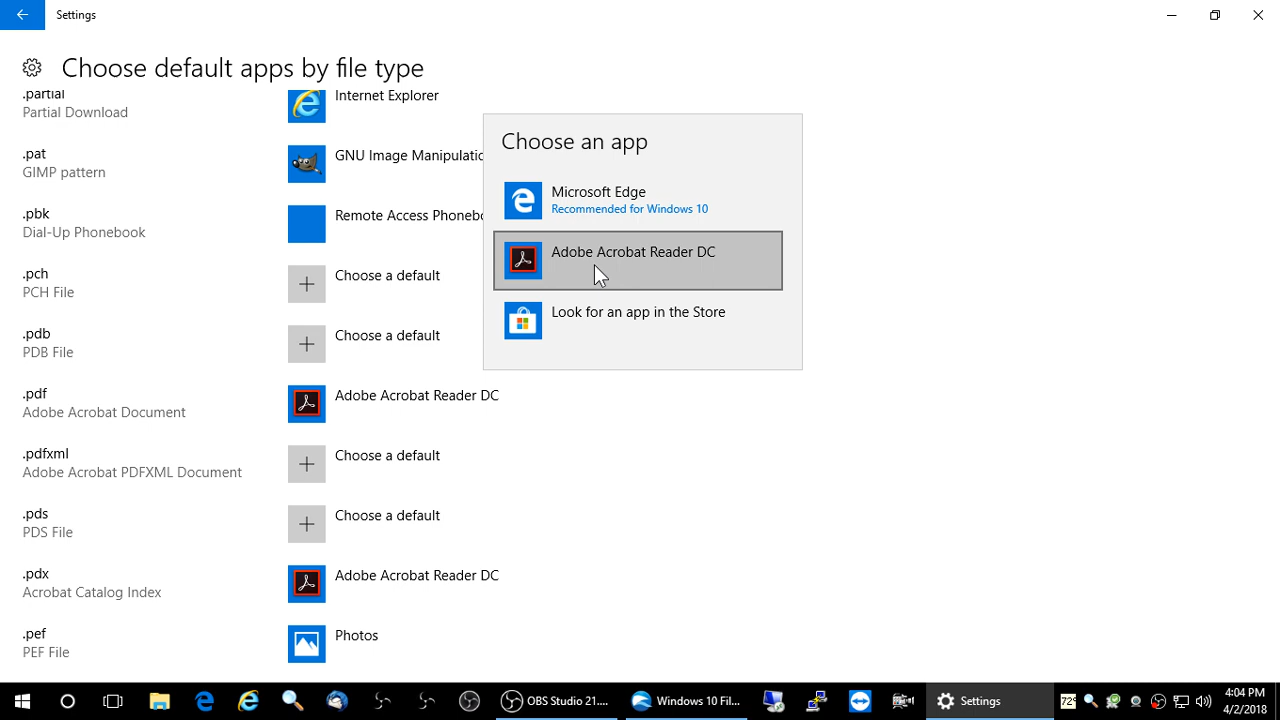 Settings
Choose default apps by file type
.partial
Partial Download
Internet Explorer
.pat
GIMP pattern
GNU Image Manipulatic
.pbk
Dial-Up Phonebook
Remote Access Phonebo
.pch
PCH File
Choose a default
.pdb
PDB File
Choose a default
.pdf
Adobe Acrobat Document
Adobe Acrobat Reader DC
.pdfxml
Adobe Acrobat PDFXML Document
Choose a default
.pds
PDS File
Choose a default
.pdx
Acrobat Catalog Index
Adobe Acrobat Reader DC
.pef
PEF File
Photos
Choose an app
Microsoft Edge
Recommended for Windows 10
Adobe Acrobat Reader DC
Look for an app in the Store
OBS Studio 21....
Windows 10 Fil...
Settings
72°
4:04 PM
4/2/2018